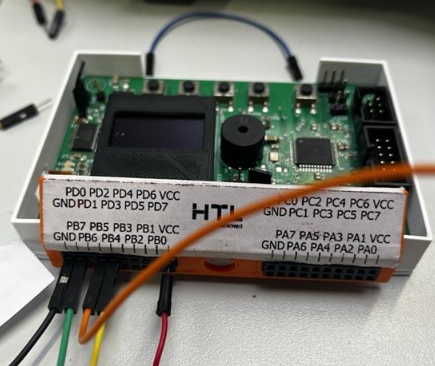 PD0 PD2 PD4 PD6 VCC
GND PD1 PD3 PD5 PD7
PB7 PB5 PB3 PB1 VCC
GND PB6 PB4 PB2 PB0
HTL
PC2 PC4 PC6 VCC
GND PC1 PC3 PC5 PC7
PA7 PA5 PA3 PA1 VCC
GND PA6 PA4 PA2 PA0